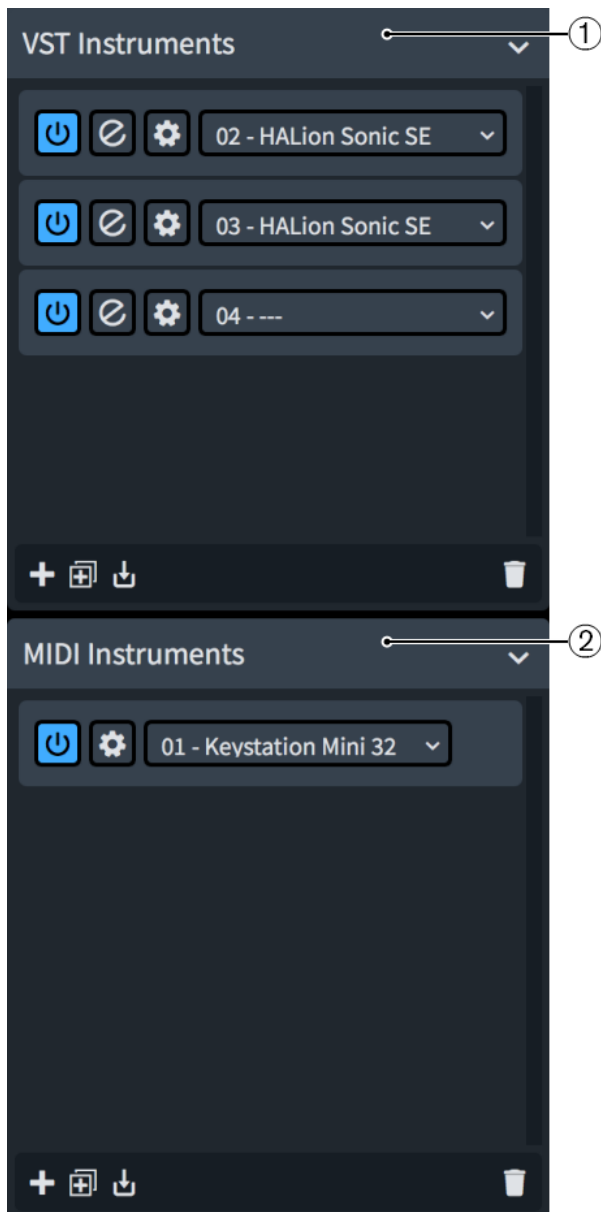 VST Instruments
①
02 - HALion Sonic SE
03 - HALion Sonic SE
04 - ---
MIDI Instruments
②
01 - Keystation Mini 32